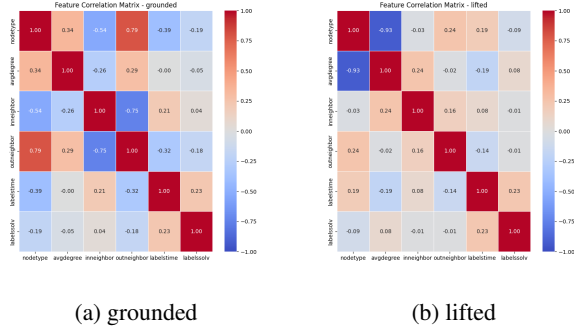 Feature Correlation Matrix - grounded
nodetype 1.00 0.34 -0.54 0.79 -0.39 -0.19
avgdegree 0.34 1.00 -0.26 0.29 -0.00 -0.05
inneighbor -0.54 -0.26 1.00 -0.75 0.21 0.04
outneighbor 0.79 0.29 -0.75 1.00 -0.32 -0.18
labelstime -0.39 -0.00 0.21 -0.32 1.00 0.23
labelssolv -0.19 -0.05 0.04 -0.18 0.23 1.00
nodetype avgdegree inneighbor outneighbor labelstime labelssolv
1.00
0.75
0.50
0.25
0.00
-0.25
-0.50
-0.75
-1.00
(a) grounded
Feature Correlation Matrix - lifted
nodetype 1.00 -0.93 -0.03 0.24 0.19 -0.09
avgdegree -0.93 1.00 0.24 -0.02 -0.19 0.08
inneighbor -0.03 0.24 1.00 0.16 0.08 -0.01
outneighbor 0.24 -0.02 0.16 1.00 -0.14 -0.01
labelstime 0.19 -0.19 0.08 -0.14 1.00 0.23
labelssolv -0.09 0.08 -0.01 -0.01 0.23 1.00
nodetype avgdegree inneighbor outneighbor labelstime labelssolv
1.00
0.75
0.50
0.25
0.00
-0.25
-0.50
-0.75
-1.00
(b) lifted